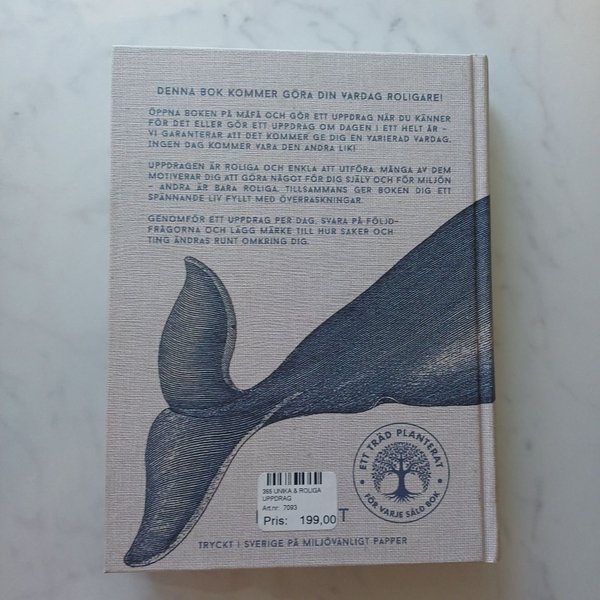 DENNA BOK KOMMER GÖRA DIN VARDAG ROLIGARE!
ÖPPNA BOKEN PÅ MÅFÅ OCH GÖR ETT UPPDRAG NÄR DU KÄNNER
FÖR DET ELLER GÖR ETT UPPDRAG OM DAGEN I ETT HELT ÅR -
VI GARANTERAR ATT DET KOMMER GE DIG EN VARIERAD VARDAG.
INGEN DAG KOMMER VARA DEN ANDRA LIK!
UPPDRAGEN ÄR ROLIGA OCH ENKLA ATT UTFÖRA. MÅNGA AV DEM
MOTIVERAR DIG ATT GÖRA NÅGOT FÖR DIG SJÄLV OCH FÖR MILJÖN
- ANDRA ÄR BARA ROLIGA. TILLSAMMANS GER BOKEN DIG ETT
SPÄNNANDE LIV FYLLT MED ÖVERRASKNINGAR.
GENOMFÖR ETT UPPDRAG PER DAG, SVARA PÅ FÖLJD-
FRÅGORNA OCH LÄGG MÄRKE TILL HUR SAKER OCH
TING ÄNDRAS RUNT OMKRING DIG.
ETT TRÄD PLANTERAT
FÖR VARJE SÅLD BOK
365 UNIKA & ROLIGA
UPPDRAG
Art.nr: 7093
Pris: 199,00
TRYCKT I SVERIGE PÅ MILJÖVÄNLIGT PAPPER